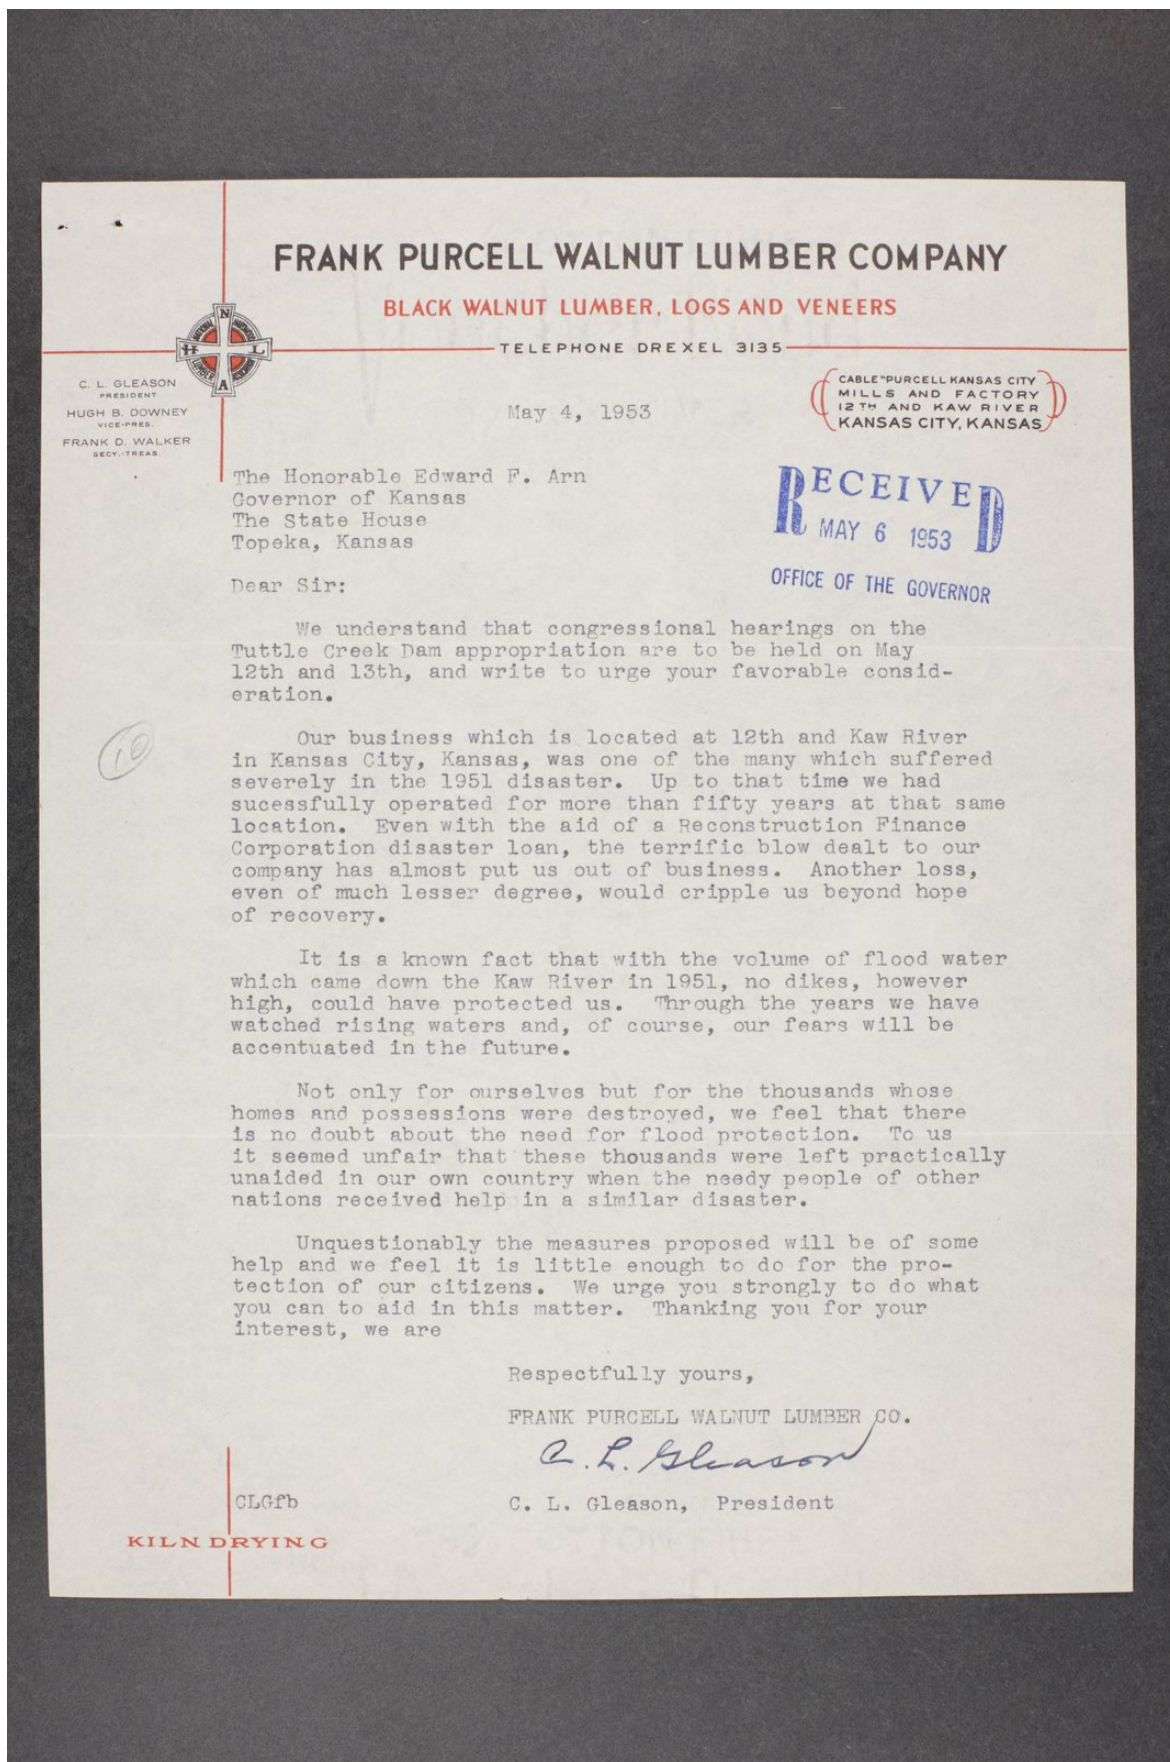 FRANK PURCELL WALNUT LUMBER COMPANY
BLACK WALNUT LUMBER, LOGS AND VENEERS
TELEPHONE DREXEL 3135
N
H L
A
C. L. GLEASON
PRESIDENT
HUGH B. DOWNEY
VICE-PRES.
FRANK D. WALKER
SECY.-TREAS.
CABLE "PURCELL KANSAS CITY
MILLS AND FACTORY
12TH AND KAW RIVER
KANSAS CITY, KANSAS
May 4, 1953
The Honorable Edward F. Arn
Governor of Kansas
The State House
Topeka, Kansas
RECEIVED
MAY 6 1953
OFFICE OF THE GOVERNOR
Dear Sir:
We understand that congressional hearings on the
Tuttle Creek Dam appropriation are to be held on May
12th and 13th, and write to urge your favorable consid-
eration.
10
Our business which is located at 12th and Kaw River
in Kansas City, Kansas, was one of the many which suffered
severely in the 1951 disaster. Up to that time we had
sucessfully operated for more than fifty years at that same
location. Even with the aid of a Reconstruction Finance
Corporation disaster loan, the terrific blow dealt to our
company has almost put us out of business. Another loss,
even of much lesser degree, would cripple us beyond hope
of recovery.
It is a known fact that with the volume of flood water
which came down the Kaw River in 1951, no dikes, however
high, could have protected us. Through the years we have
watched rising waters and, of course, our fears will be
accentuated in the future.
Not only for ourselves but for the thousands whose
homes and possessions were destroyed, we feel that there
is no doubt about the need for flood protection. To us
it seemed unfair that these thousands were left practically
unaided in our own country when the needy people of other
nations received help in a similar disaster.
Unquestionably the measures proposed will be of some
help and we feel it is little enough to do for the pro-
tection of our citizens. We urge you strongly to do what
you can to aid in this matter. Thanking you for your
interest, we are
Respectfully yours,
FRANK PURCELL WALNUT LUMBER CO.
C. L. Gleason
CLGfb
C. L. Gleason, President
KILN DRYING